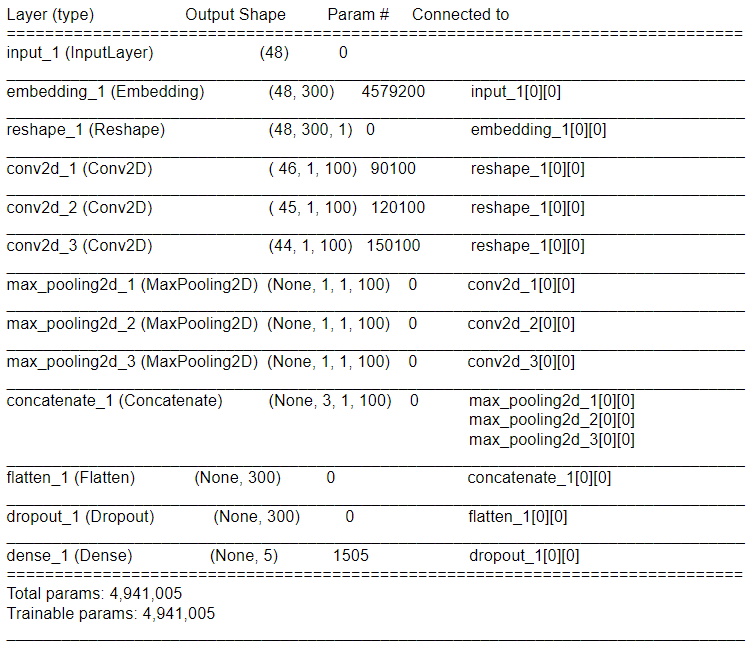 Layer (type) Output Shape Param # Connected to
==================================================================================
input_1 (InputLayer) (48) 0
embedding_1 (Embedding) (48, 300) 4579200 input_1[0][0]
reshape_1 (Reshape) (48, 300, 1) 0 embedding_1[0][0]
conv2d_1 (Conv2D) ( 46, 1, 100) 90100 reshape_1[0][0]
conv2d_2 (Conv2D) ( 45, 1, 100) 120100 reshape_1[0][0]
conv2d_3 (Conv2D) (44, 1, 100) 150100 reshape_1[0][0]
max_pooling2d_1 (MaxPooling2D) (None, 1, 1, 100) 0 conv2d_1[0][0]
max_pooling2d_2 (MaxPooling2D) (None, 1, 1, 100) 0 conv2d_2[0][0]
max_pooling2d_3 (MaxPooling2D) (None, 1, 1, 100) 0 conv2d_3[0][0]
concatenate_1 (Concatenate) (None, 3, 1, 100) 0 max_pooling2d_1[0][0]
max_pooling2d_2[0][0]
max_pooling2d_3[0][0]
flatten_1 (Flatten) (None, 300) 0 concatenate_1[0][0]
dropout_1 (Dropout) (None, 300) 0 flatten_1[0][0]
dense_1 (Dense) (None, 5) 1505 dropout_1[0][0]
==================================================================================
Total params: 4,941,005
Trainable params: 4,941,005